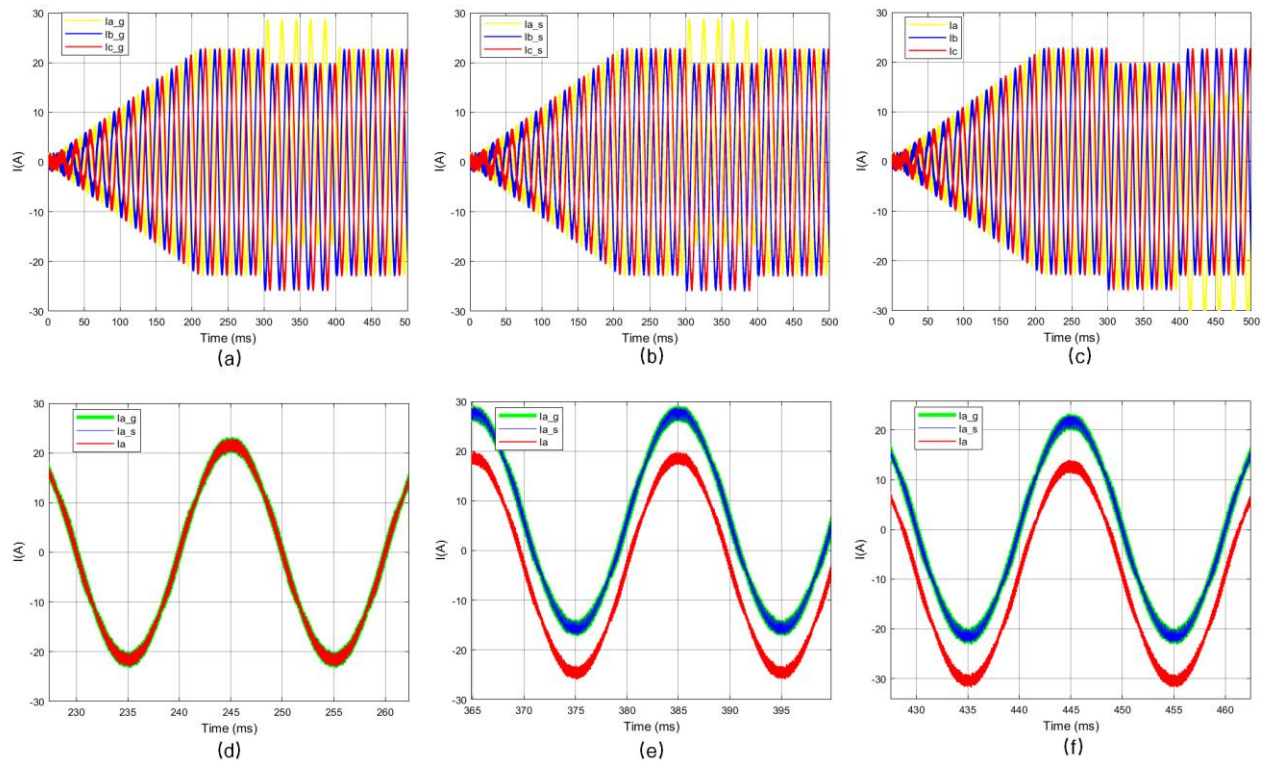 Ia_g
Ib_g
Ic_g
30
20
10
0
-10
-20
-30
I(A)
0 50 100 150 200 250 300 350 400 450 500
Time (ms)
(a)
Ia_s
Ib_s
Ic_s
30
20
10
0
-10
-20
-30
I(A)
0 50 100 150 200 250 300 350 400 450 500
Time (ms)
(b)
Ia
Ib
Ic
30
20
10
0
-10
-20
-30
I(A)
0 50 100 150 200 250 300 350 400 450 500
Time (ms)
(c)
Ia_g
Ia_s
Ia
30
20
10
0
-10
-20
-30
I(A)
230 235 240 245 250 255 260
Time (ms)
(d)
Ia_g
Ia_s
Ia
30
20
10
0
-10
-20
-30
I(A)
365 370 375 380 385 390 395
Time (ms)
(e)
Ia_g
Ia_s
Ia
20
10
0
-10
-20
-30
I(A)
430 435 440 445 450 455 460
Time (ms)
(f)